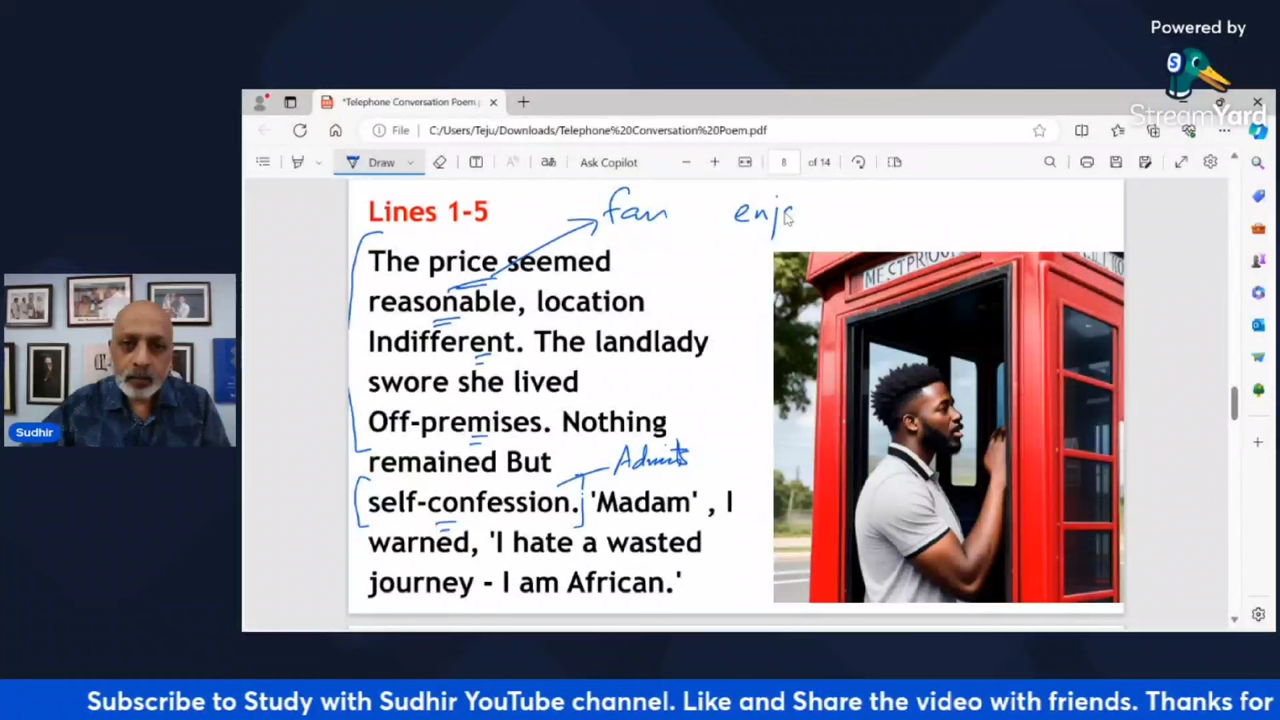 Powered by
S
StreamYard
*Telephone Conversation Poem.p
File
C:/Users/Teju/Downloads/Telephone%20Conversation%20Poem.pdf
Draw
Ask Copilot
8
of 14
Lines 1-5
fan
enjo
The price seemed
reasonable, location
Indifferent. The landlady
swore she lived
Off-premises. Nothing
remained But
Admits
self-confession. 'Madam' , I
warned, 'I hate a wasted
journey - I am African.'
Sudhir
Subscribe to Study with Sudhir YouTube channel. Like and Share the video with friends. Thanks for